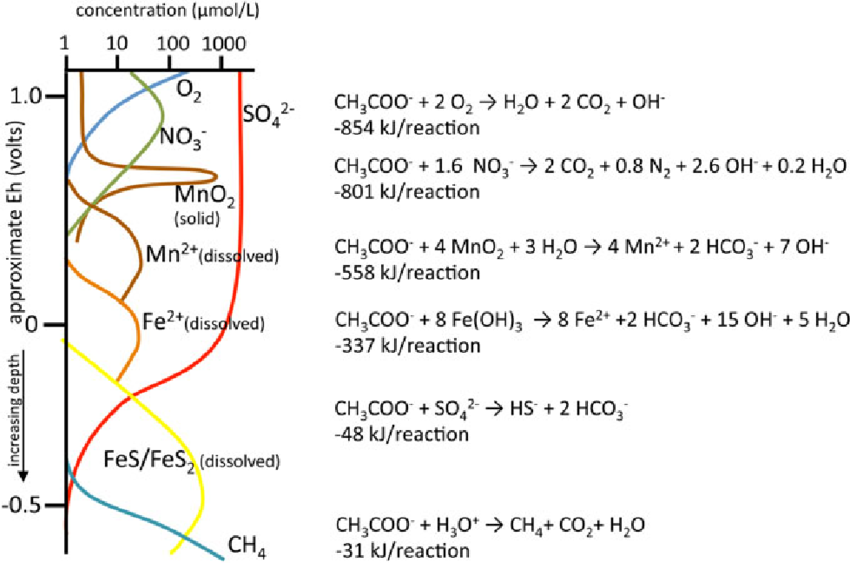 concentration (µmol/L)
1 10 100 1000
approximate Eh (volts)
1.0
0
-0.5
increasing depth
O₂
SO₄²⁻
NO₃⁻
MnO₂
(solid)
Mn²⁺(dissolved)
Fe²⁺(dissolved)
FeS/FeS₂ (dissolved)
CH₄
CH₃COO⁻ + 2 O₂ → H₂O + 2 CO₂ + OH⁻
-854 kJ/reaction
CH₃COO⁻ + 1.6 NO₃⁻ → 2 CO₂ + 0.8 N₂ + 2.6 OH⁻ + 0.2 H₂O
-801 kJ/reaction
CH₃COO⁻ + 4 MnO₂ + 3 H₂O → 4 Mn²⁺ + 2 HCO₃⁻ + 7 OH⁻
-558 kJ/reaction
CH₃COO⁻ + 8 Fe(OH)₃ → 8 Fe²⁺ +2 HCO₃⁻ + 15 OH⁻ + 5 H₂O
-337 kJ/reaction
CH₃COO⁻ + SO₄²⁻ → HS⁻ + 2 HCO₃⁻
-48 kJ/reaction
CH₃COO⁻ + H₃O⁺ → CH₄+ CO₂+ H₂O
-31 kJ/reaction